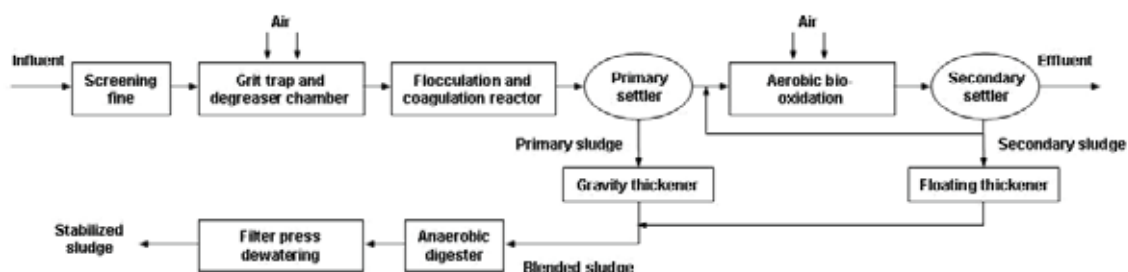 Air
Air
Influent
Effluent
Screening
fine
Grit trap and
degreaser chamber
Flocculation and
coagulation reactor
Primary
settler
Aerobic bio-
oxidation
Secondary
settler
Primary sludge
Secondary sludge
Gravity thickener
Floating thickener
Stabilized
sludge
Filter press
dewatering
Anaerobic
digester
Blended sludge